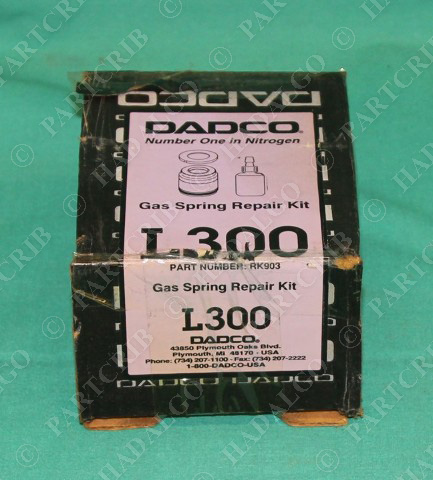 DADCO
DADCO
Number One in Nitrogen
Gas Spring Repair Kit
L300
PART NUMBER: RK903
Gas Spring Repair Kit
L300
DADCO
43850 Plymouth Oaks Blvd.
Plymouth, MI 48170 - USA
Phone: (734) 207-1100 - Fax: (734) 207-2222
1-800-DADCO-USA
DADCO DADCO
© PARTCRIB
© HADALGO